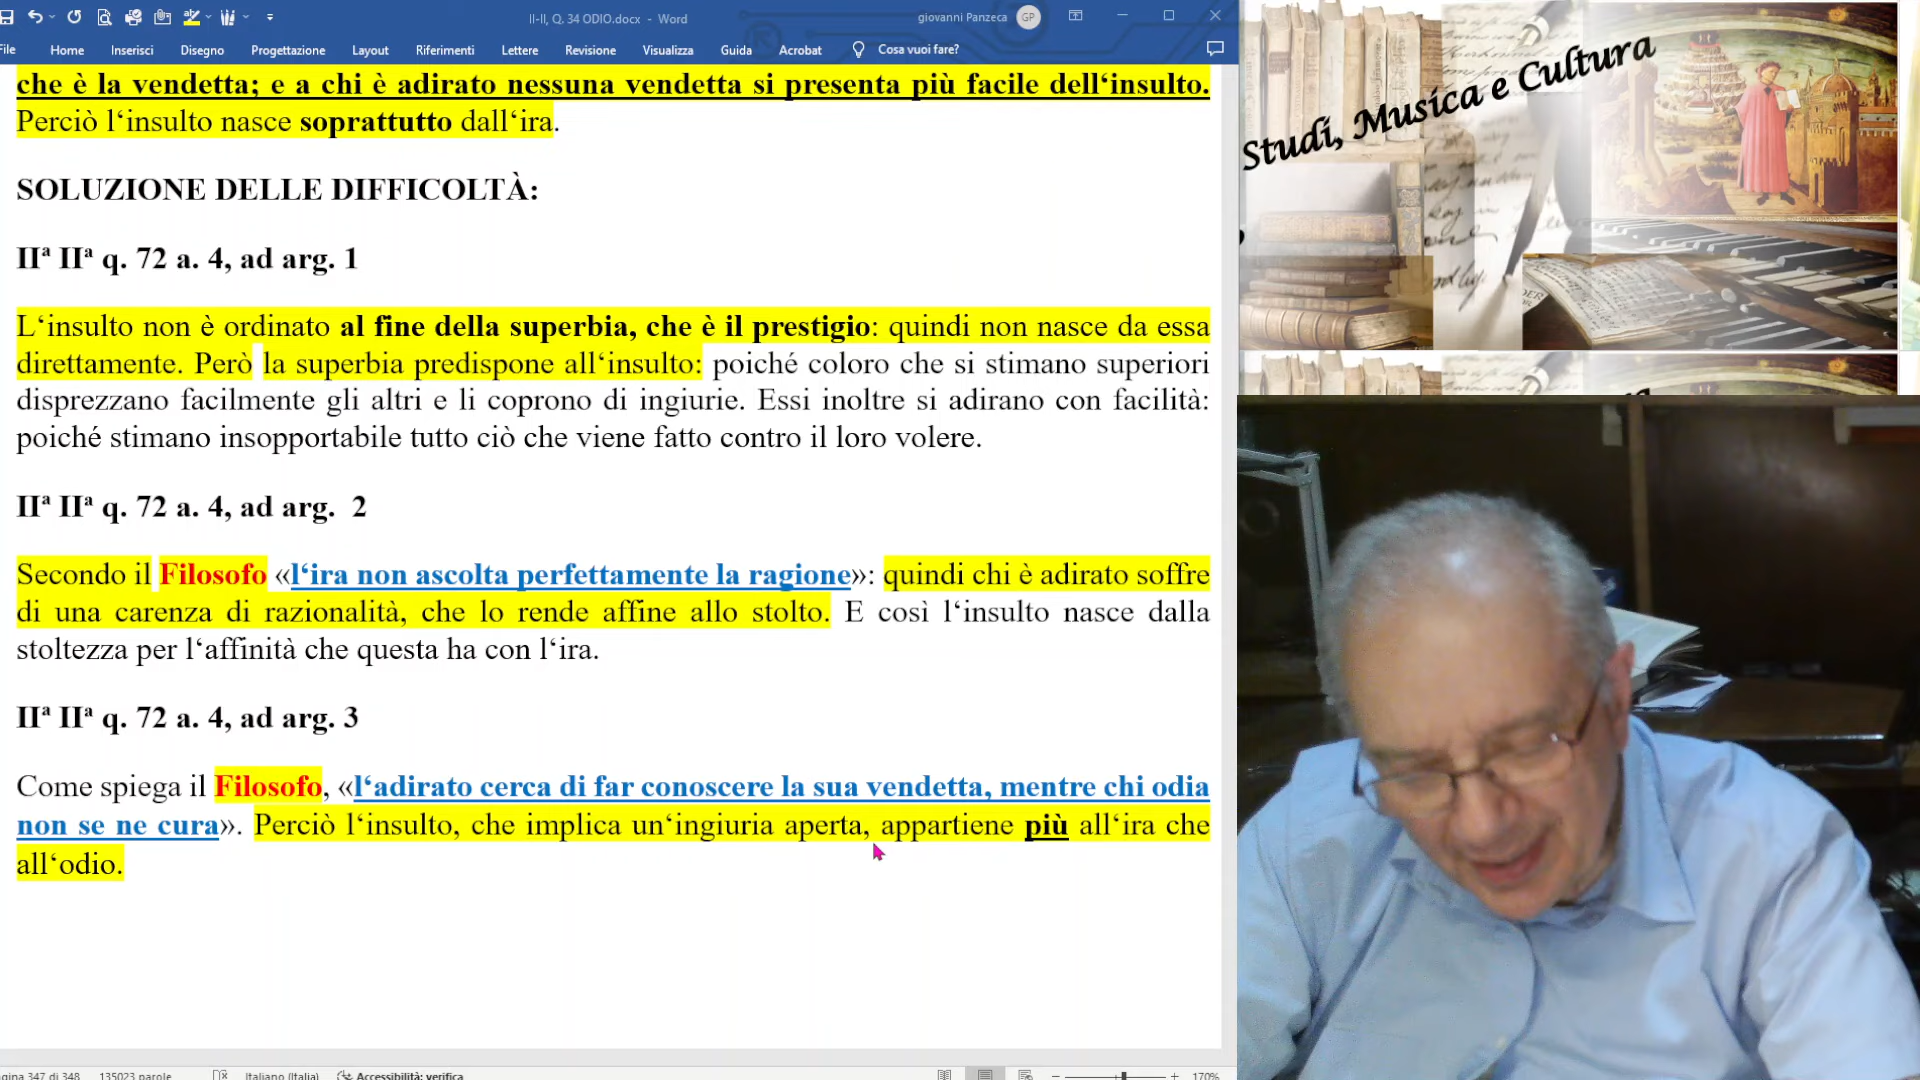 II-II, Q. 34 ODIO.docx - Word
giovanni Panzeca
GP
File Home Inserisci Disegno Progettazione Layout Riferimenti Lettere Revisione Visualizza Guida Acrobat Cosa vuoi fare?
che è la vendetta; e a chi è adirato nessuna vendetta si presenta più facile dell‘insulto.
Perciò l‘insulto nasce soprattutto dall‘ira.
SOLUZIONE DELLE DIFFICOLTÀ:
IIª IIª q. 72 a. 4, ad arg. 1
L‘insulto non è ordinato al fine della superbia, che è il prestigio: quindi non nasce da essa
direttamente. Però la superbia predispone all‘insulto: poiché coloro che si stimano superiori
disprezzano facilmente gli altri e li coprono di ingiurie. Essi inoltre si adirano con facilità:
poiché stimano insopportabile tutto ciò che viene fatto contro il loro volere.
IIª IIª q. 72 a. 4, ad arg. 2
Secondo il Filosofo «l‘ira non ascolta perfettamente la ragione»: quindi chi è adirato soffre
di una carenza di razionalità, che lo rende affine allo stolto. E così l‘insulto nasce dalla
stoltezza per l‘affinità che questa ha con l‘ira.
IIª IIª q. 72 a. 4, ad arg. 3
Come spiega il Filosofo, «l‘adirato cerca di far conoscere la sua vendetta, mentre chi odia
non se ne cura». Perciò l‘insulto, che implica un‘ingiuria aperta, appartiene più all‘ira che
all‘odio.
347 di 348 135023 parole Italiano (Italia) Accessibilità: verifica 170%
Studi, Musica e Cultura